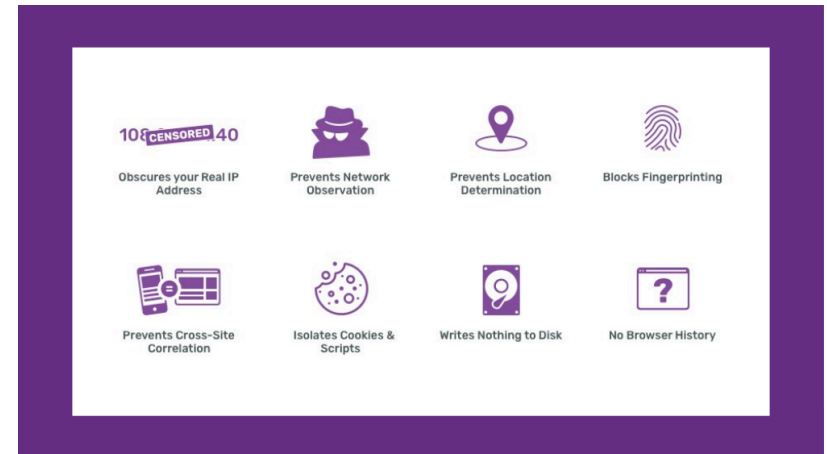 108 CENSORED 40
Obscures your Real IP
Address
Prevents Network
Observation
Prevents Location
Determination
Blocks Fingerprinting
Prevents Cross-Site
Correlation
Isolates Cookies &
Scripts
Writes Nothing to Disk
?
No Browser History